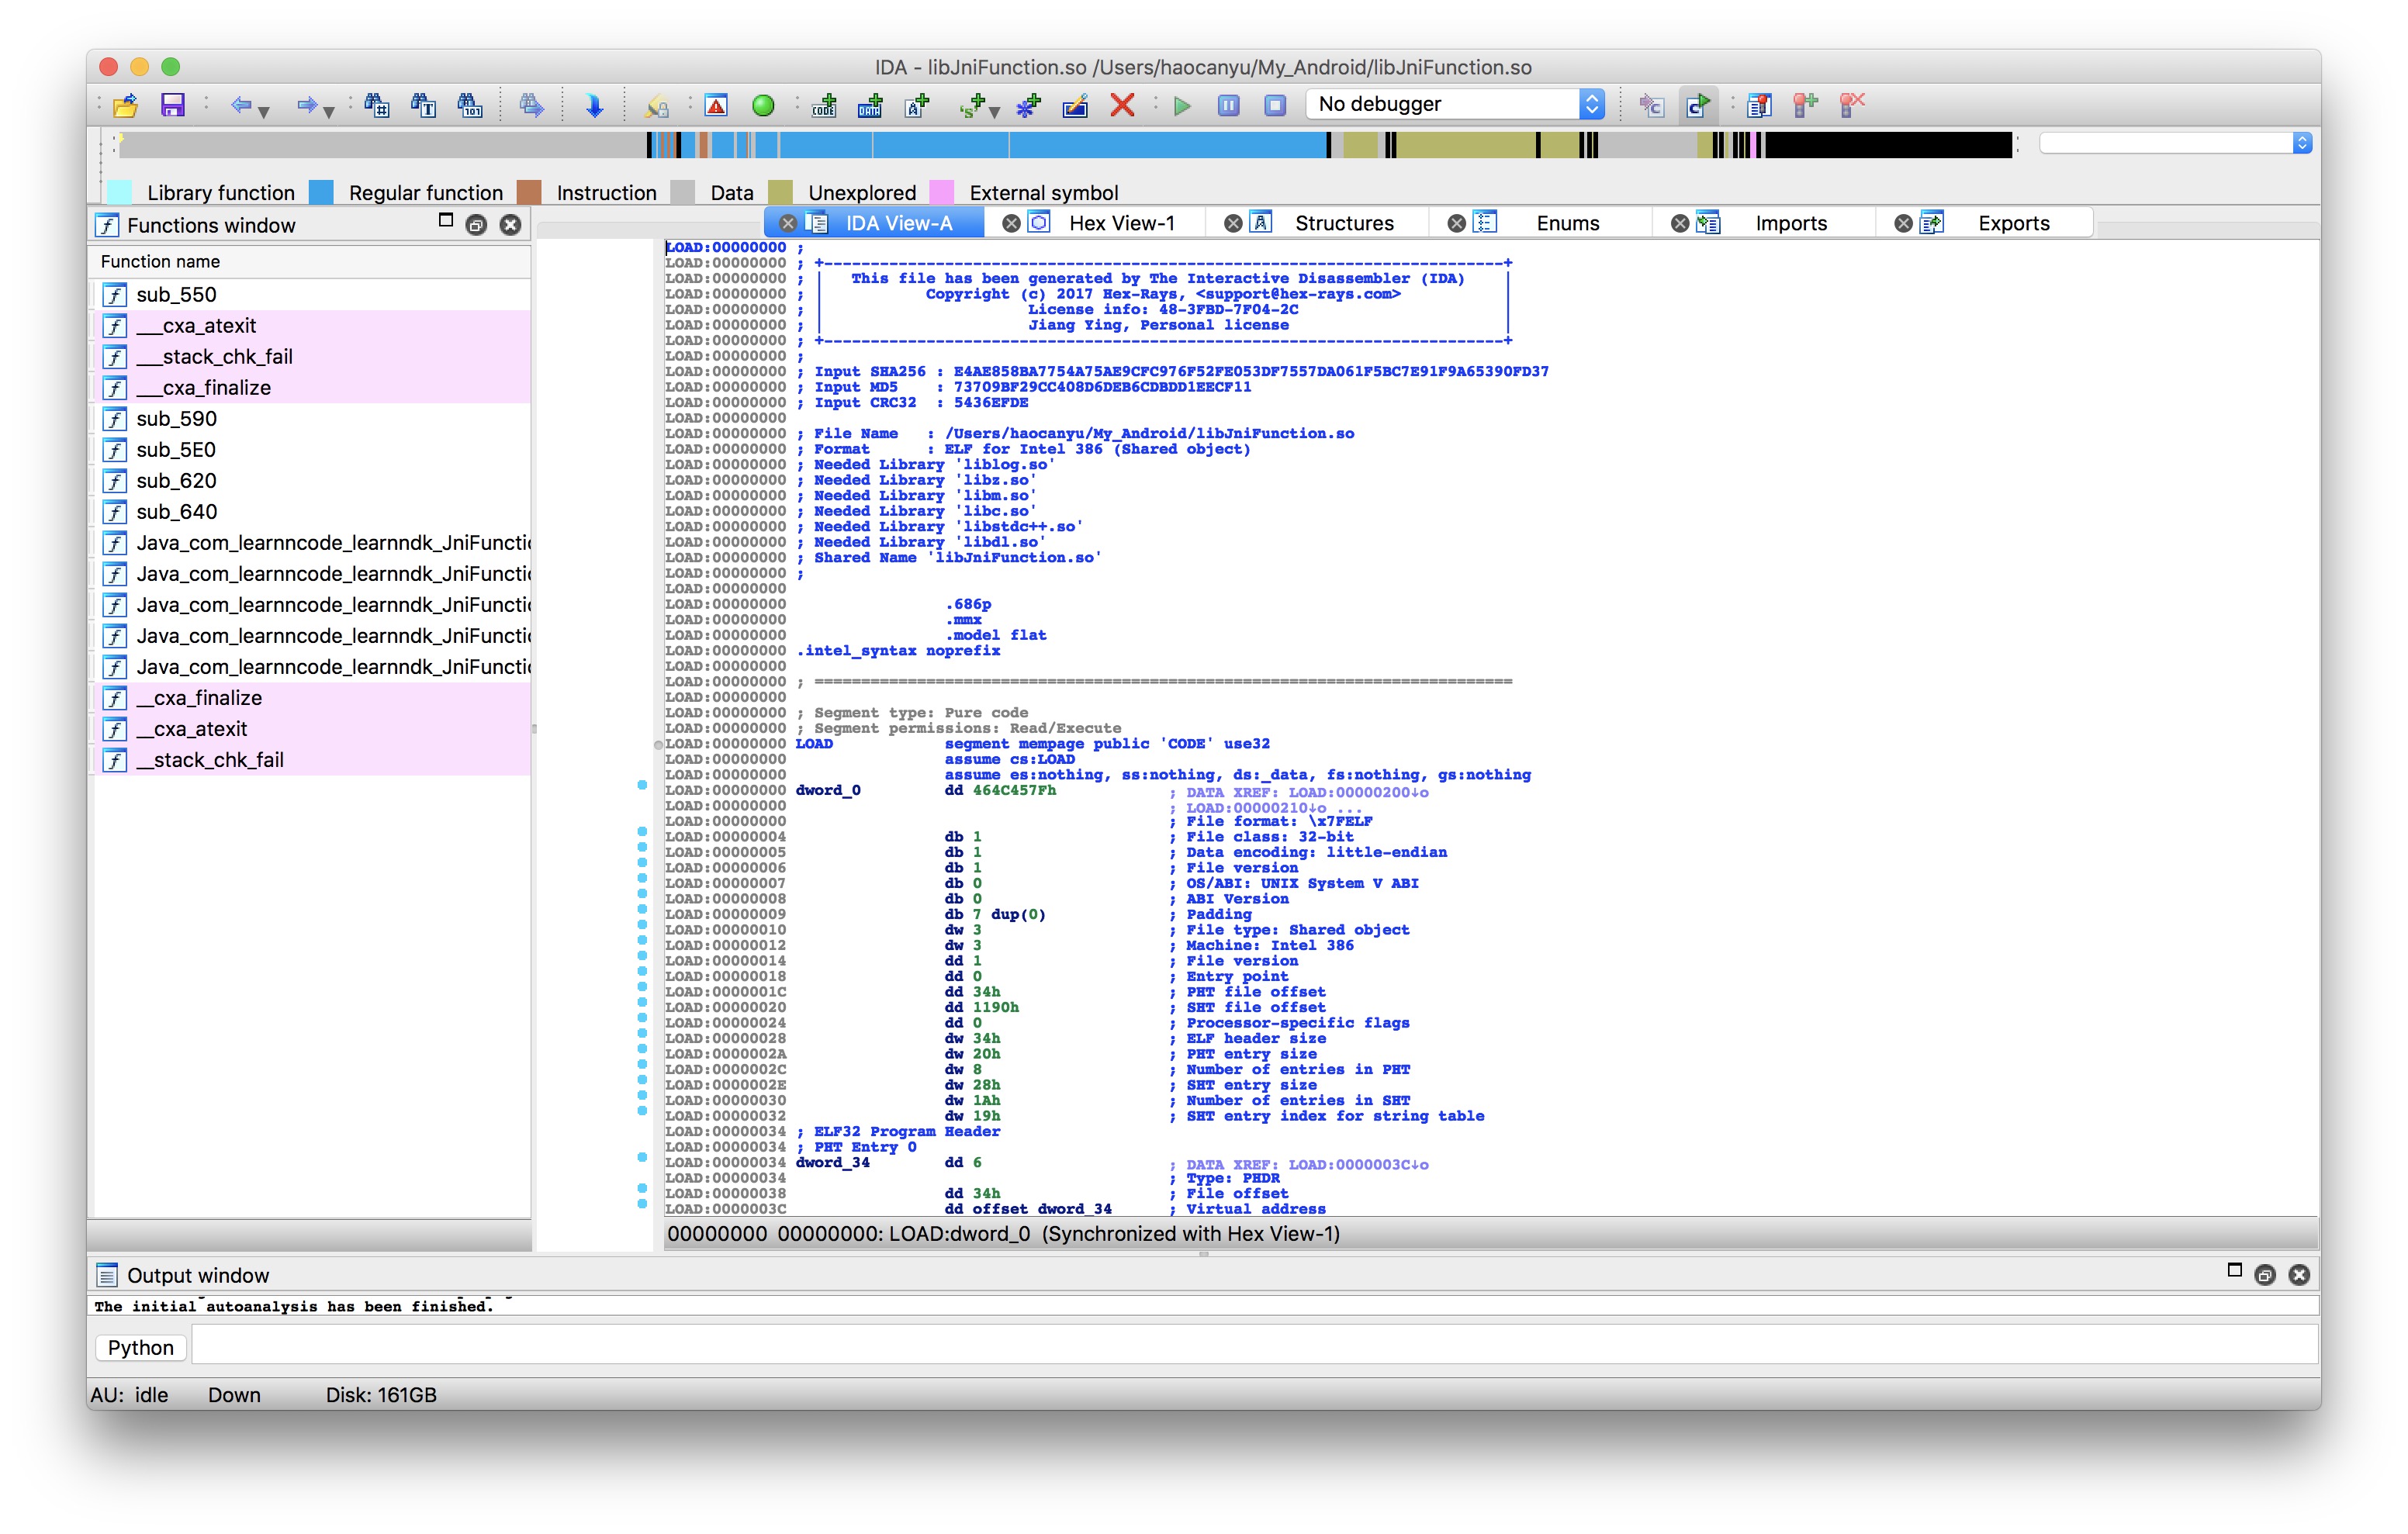 IDA - libJniFunction.so /Users/haocanyu/My_Android/libJniFunction.so
No debugger
Library function Regular function Instruction Data Unexplored External symbol
Functions window
IDA View-A Hex View-1 Structures Enums Imports Exports
Function name
sub_550
___cxa_atexit
___stack_chk_fail
___cxa_finalize
sub_590
sub_5E0
sub_620
sub_640
Java_com_learnncode_learnndk_JniFuncti
Java_com_learnncode_learnndk_JniFuncti
Java_com_learnncode_learnndk_JniFuncti
Java_com_learnncode_learnndk_JniFuncti
Java_com_learnncode_learnndk_JniFuncti
__cxa_finalize
__cxa_atexit
__stack_chk_fail
LOAD:00000000 ;
LOAD:00000000 ; +-------------------------------------------------------------------------+
LOAD:00000000 ; | This file has been generated by The Interactive Disassembler (IDA) |
LOAD:00000000 ; | Copyright (c) 2017 Hex-Rays, <support@hex-rays.com> |
LOAD:00000000 ; | License info: 48-3FBD-7F04-2C |
LOAD:00000000 ; | Jiang Ying, Personal license |
LOAD:00000000 ; +-------------------------------------------------------------------------+
LOAD:00000000 ;
LOAD:00000000 ; Input SHA256 : E4AE858BA7754A75AE9CFC976F52FE053DF7557DA061F5BC7E91F9A65390FD37
LOAD:00000000 ; Input MD5 : 73709BF29CC408D6DEB6CDBDD1EECF11
LOAD:00000000 ; Input CRC32 : 5436EFDE
LOAD:00000000
LOAD:00000000 ; File Name : /Users/haocanyu/My_Android/libJniFunction.so
LOAD:00000000 ; Format : ELF for Intel 386 (Shared object)
LOAD:00000000 ; Needed Library 'liblog.so'
LOAD:00000000 ; Needed Library 'libz.so'
LOAD:00000000 ; Needed Library 'libm.so'
LOAD:00000000 ; Needed Library 'libc.so'
LOAD:00000000 ; Needed Library 'libstdc++.so'
LOAD:00000000 ; Needed Library 'libdl.so'
LOAD:00000000 ; Shared Name 'libJniFunction.so'
LOAD:00000000 ;
LOAD:00000000
LOAD:00000000 .686p
LOAD:00000000 .mmx
LOAD:00000000 .model flat
LOAD:00000000 .intel_syntax noprefix
LOAD:00000000
LOAD:00000000 ; ===========================================================================
LOAD:00000000
LOAD:00000000 ; Segment type: Pure code
LOAD:00000000 ; Segment permissions: Read/Execute
LOAD:00000000 LOAD segment mempage public 'CODE' use32
LOAD:00000000 assume cs:LOAD
LOAD:00000000 assume es:nothing, ss:nothing, ds:_data, fs:nothing, gs:nothing
LOAD:00000000 dword_0 dd 464C457Fh ; DATA XREF: LOAD:00000200↓o
LOAD:00000000 ; LOAD:00000210↓o ...
LOAD:00000000 ; File format: \x7FELF
LOAD:00000004 db 1 ; File class: 32-bit
LOAD:00000005 db 1 ; Data encoding: little-endian
LOAD:00000006 db 1 ; File version
LOAD:00000007 db 0 ; OS/ABI: UNIX System V ABI
LOAD:00000008 db 0 ; ABI Version
LOAD:00000009 db 7 dup(0) ; Padding
LOAD:00000010 dw 3 ; File type: Shared object
LOAD:00000012 dw 3 ; Machine: Intel 386
LOAD:00000014 dd 1 ; File version
LOAD:00000018 dd 0 ; Entry point
LOAD:0000001C dd 34h ; PHT file offset
LOAD:00000020 dd 1190h ; SHT file offset
LOAD:00000024 dd 0 ; Processor-specific flags
LOAD:00000028 dw 34h ; ELF header size
LOAD:0000002A dw 20h ; PHT entry size
LOAD:0000002C dw 8 ; Number of entries in PHT
LOAD:0000002E dw 28h ; SHT entry size
LOAD:00000030 dw 1Ah ; Number of entries in SHT
LOAD:00000032 dw 19h ; SHT entry index for string table
LOAD:00000034 ; ELF32 Program Header
LOAD:00000034 ; PHT Entry 0
LOAD:00000034 dword_34 dd 6 ; DATA XREF: LOAD:0000003C↓o
LOAD:00000034 ; Type: PHDR
LOAD:00000038 dd 34h ; File offset
LOAD:0000003C dd offset dword_34 ; Virtual address
00000000 00000000: LOAD:dword_0 (Synchronized with Hex View-1)
Output window
The initial autoanalysis has been finished.
Python
AU: idle Down Disk: 161GB